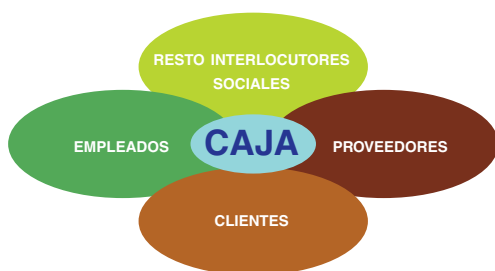 RESTO INTERLOCUTORES
SOCIALES
EMPLEADOS
CAJA
PROVEEDORES
CLIENTES